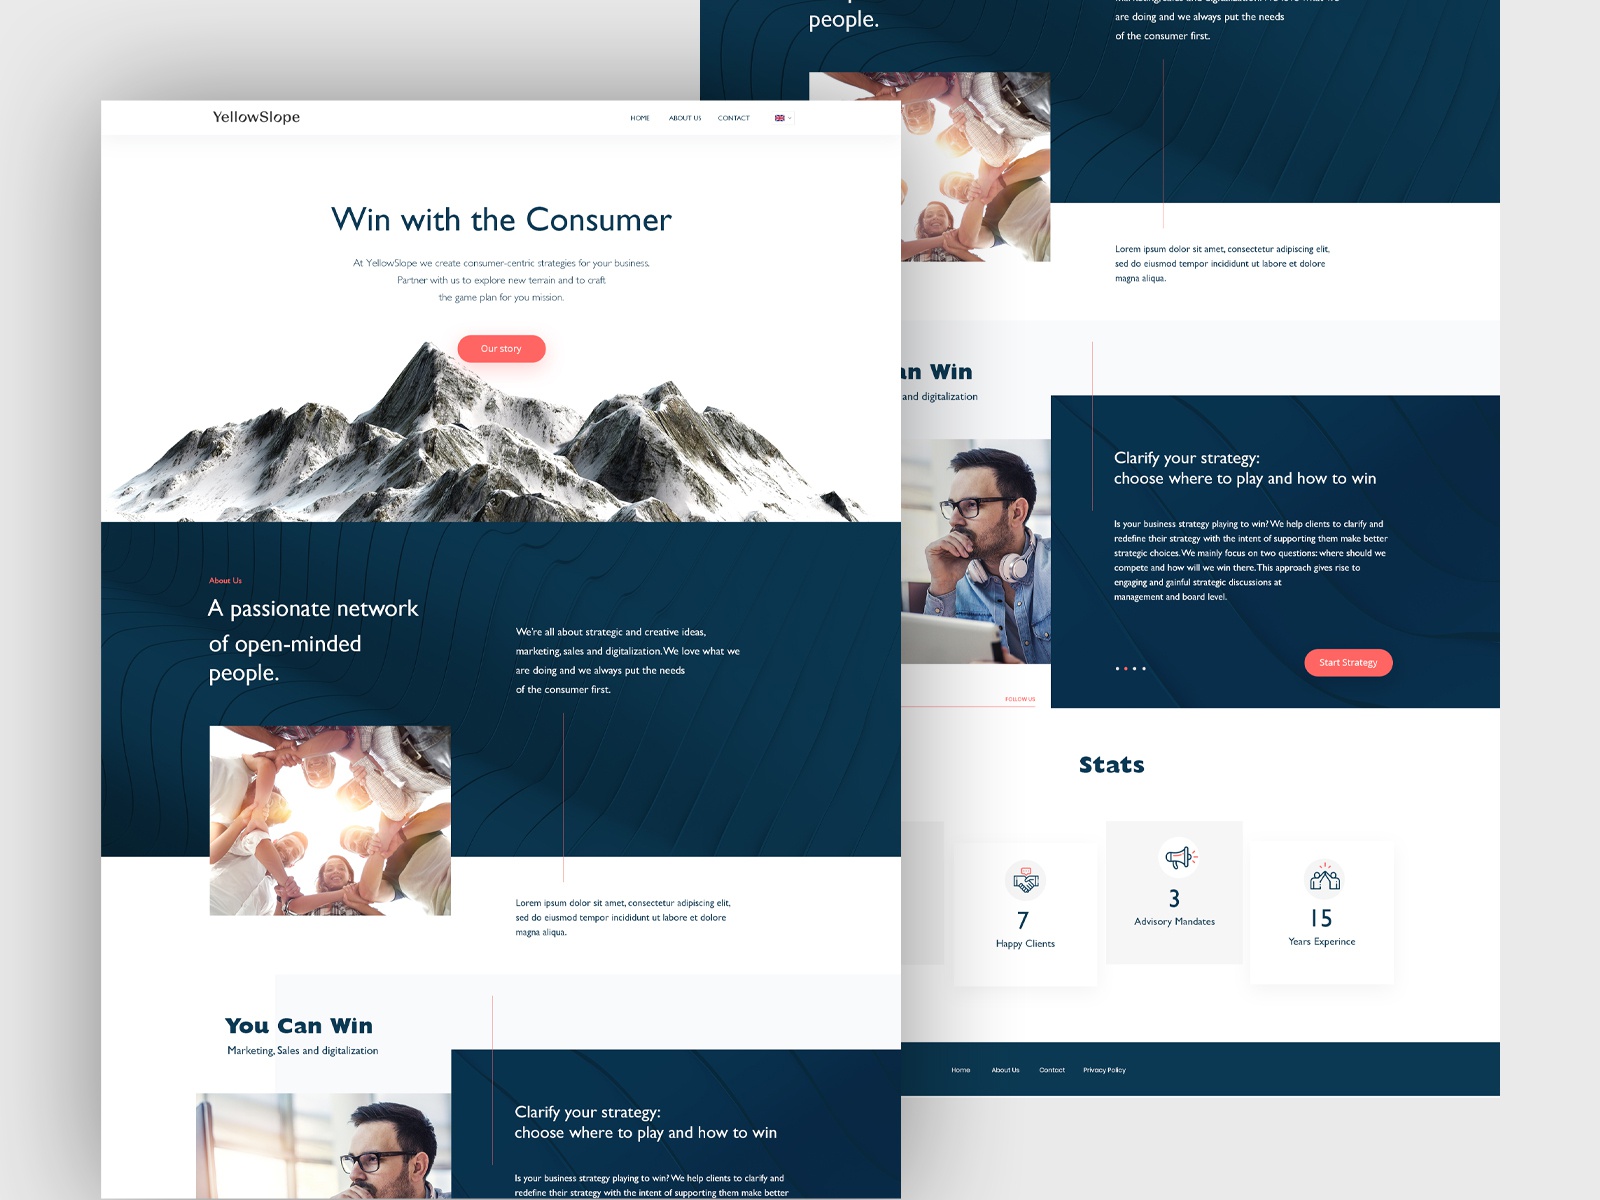 YellowSlope
HOME ABOUT US CONTACT
Win with the Consumer
At YellowSlope we create consumer-centric strategies for your business.
Partner with us to explore new terrain and to craft
the game plan for you mission.
Our story
About Us
A passionate network
of open-minded
people.
We're all about strategic and creative ideas,
marketing, sales and digitalization. We love what we
are doing and we always put the needs
of the consumer first.
Lorem ipsum dolor sit amet, consectetur adipiscing elit,
sed do eiusmod tempor incididunt ut labore et dolore
magna aliqua.
You Can Win
Marketing, Sales and digitalization
Clarify your strategy:
choose where to play and how to win
Is your business strategy playing to win? We help clients to clarify and
redefine their strategy with the intent of supporting them make better
people.
are doing and we always put the needs
of the consumer first.
Lorem ipsum dolor sit amet, consectetur adipiscing elit,
sed do eiusmod tempor incididunt ut labore et dolore
magna aliqua.
an Win
and digitalization
Clarify your strategy:
choose where to play and how to win
Is your business strategy playing to win? We help clients to clarify and
redefine their strategy with the intent of supporting them make better
strategic choices. We mainly focus on two questions: where should we
compete and how will we win there. This approach gives rise to
engaging and gainful strategic discussions at
management and board level.
Start Strategy
FOLLOW US
Stats
7
Happy Clients
3
Advisory Mandates
15
Years Experince
Home About Us Contact Privacy Policy